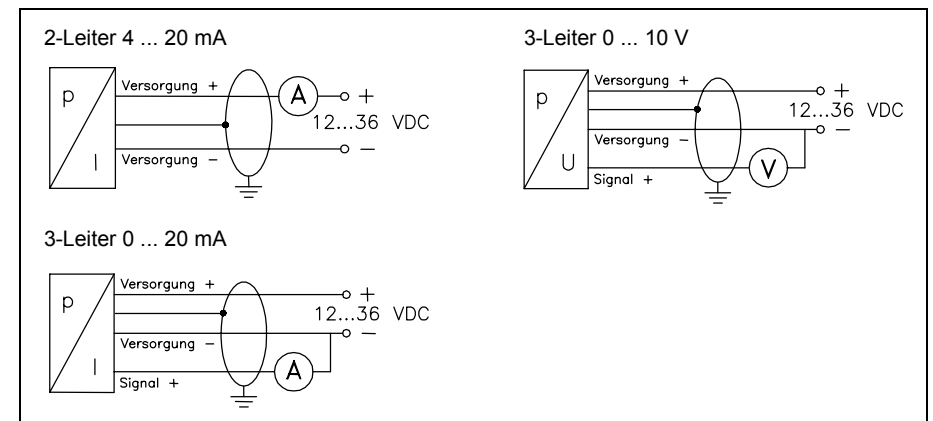 2-Leiter 4 ... 20 mA
p
I
Versorgung +
Versorgung –
A
+
12...36 VDC
–
3-Leiter 0 ... 10 V
p
U
Versorgung +
Versorgung –
Signal +
V
+
12...36 VDC
–
3-Leiter 0 ... 20 mA
p
I
Versorgung +
Versorgung –
Signal +
A
+
12...36 VDC
–